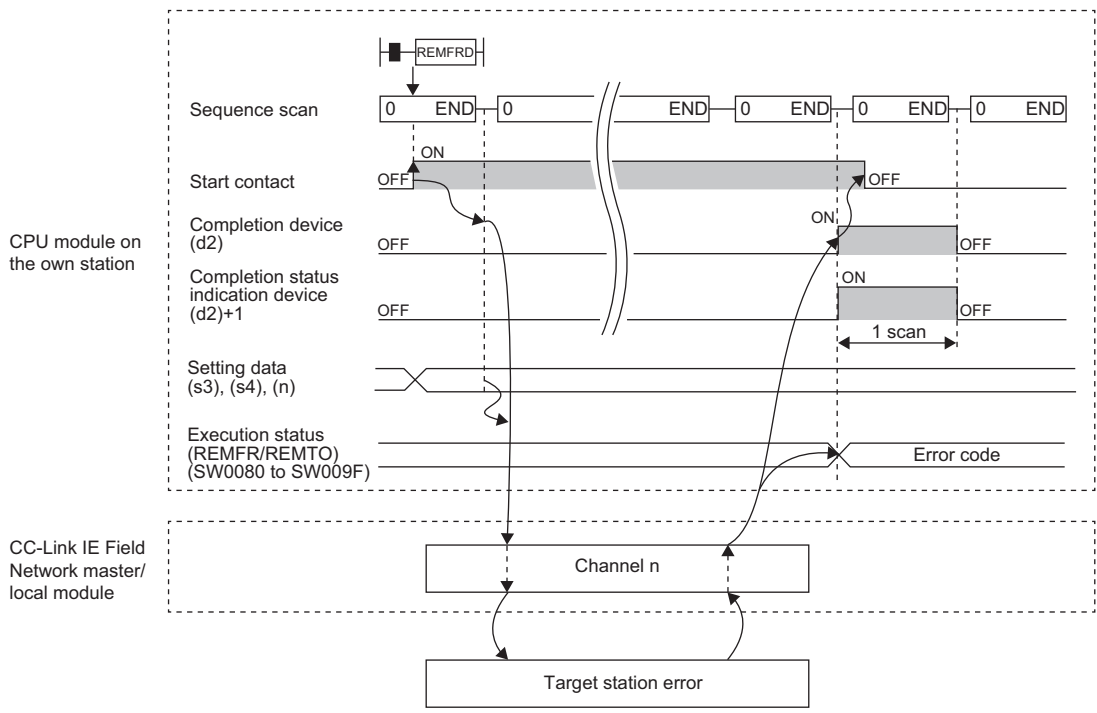 REMFRD
Sequence scan
0 END 0 END 0 END 0 END 0 END
ON
Start contact
OFF
OFF
CPU module on
the own station
Completion device
(d2)
ON
OFF
OFF
Completion status
indication device
(d2)+1
ON
OFF
OFF
1 scan
Setting data
(s3), (s4), (n)
Execution status
(REMFR/REMTO)
(SW0080 to SW009F)
Error code
CC-Link IE Field
Network master/
local module
Channel n
Target station error